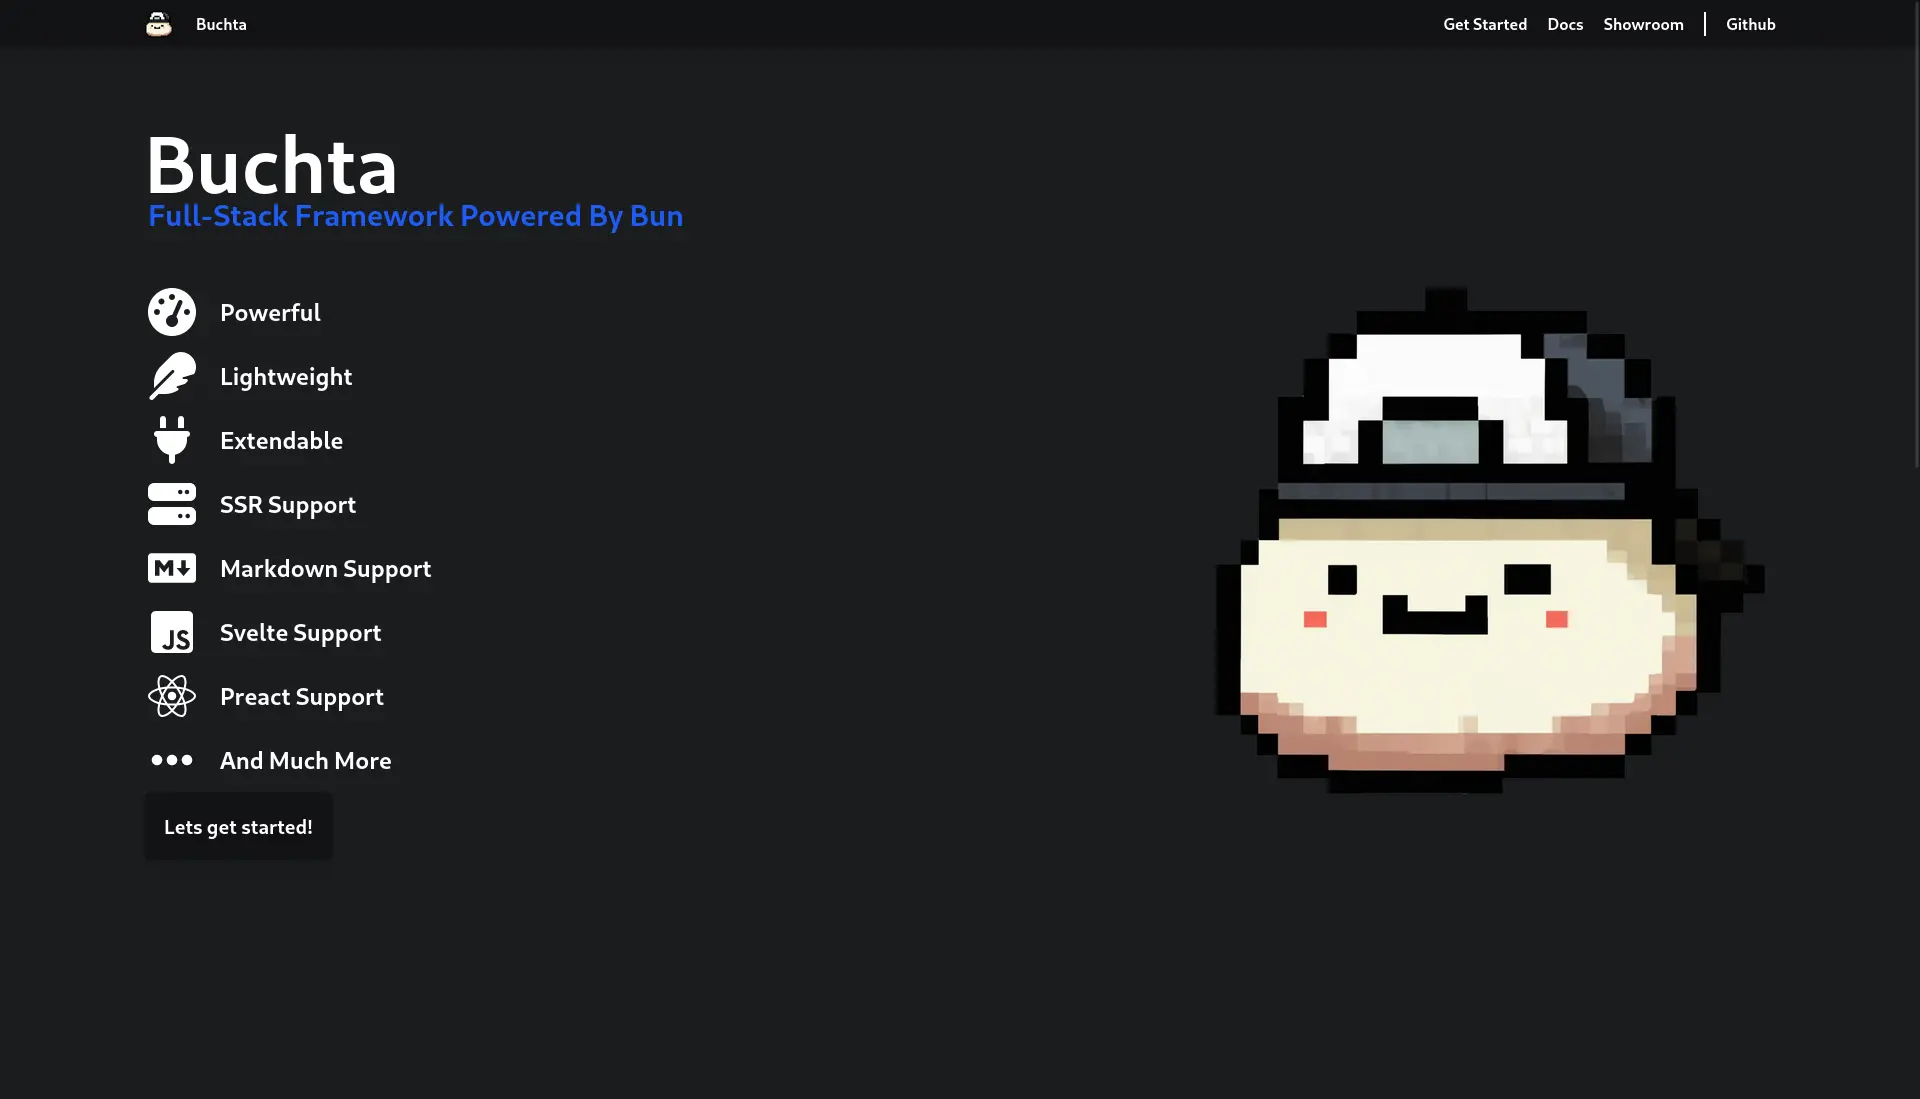 Buchta
Get Started Docs Showroom Github
Buchta
Full-Stack Framework Powered By Bun
Powerful
Lightweight
Extendable
SSR Support
M
Markdown Support
JS
Svelte Support
Preact Support
And Much More
Lets get started!